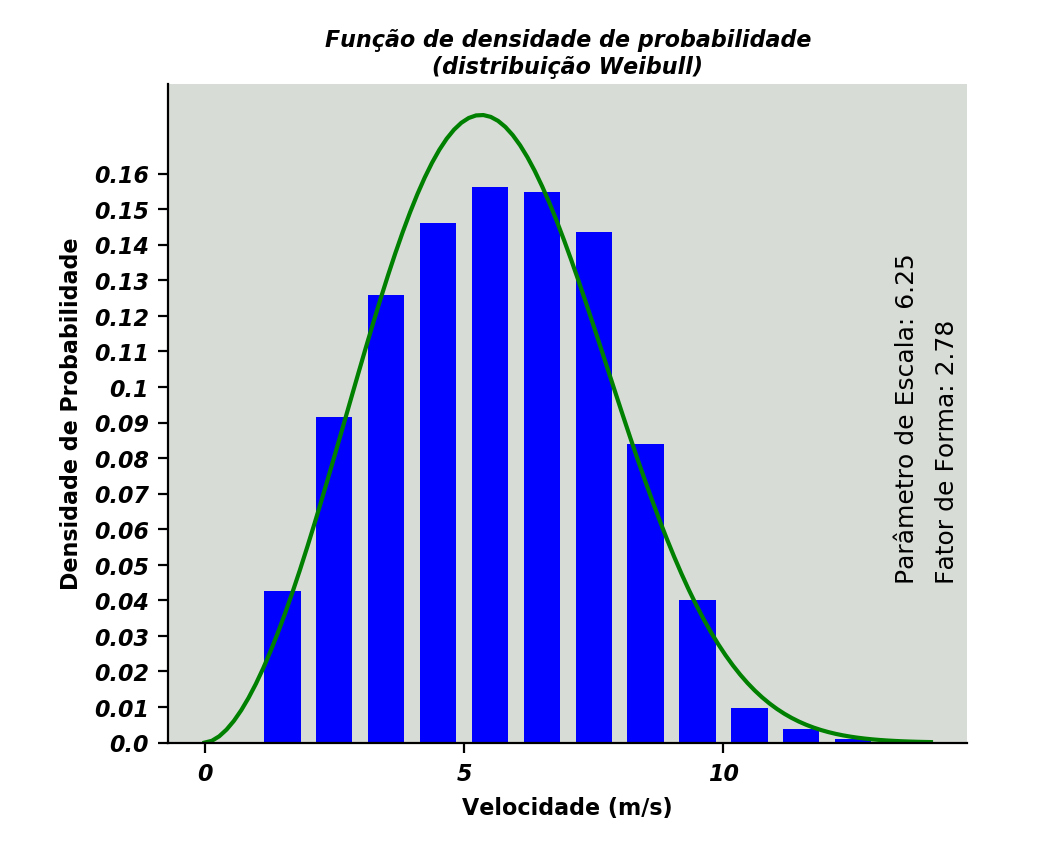 Função de densidade de probabilidade
(distribuição Weibull)
0.16
0.15
0.14
0.13
0.12
0.11
0.1
0.09
0.08
0.07
0.06
0.05
0.04
0.03
0.02
0.01
0.0
Densidade de Probabilidade
0 5 10
Velocidade (m/s)
Parâmetro de Escala: 6.25
Fator de Forma: 2.78